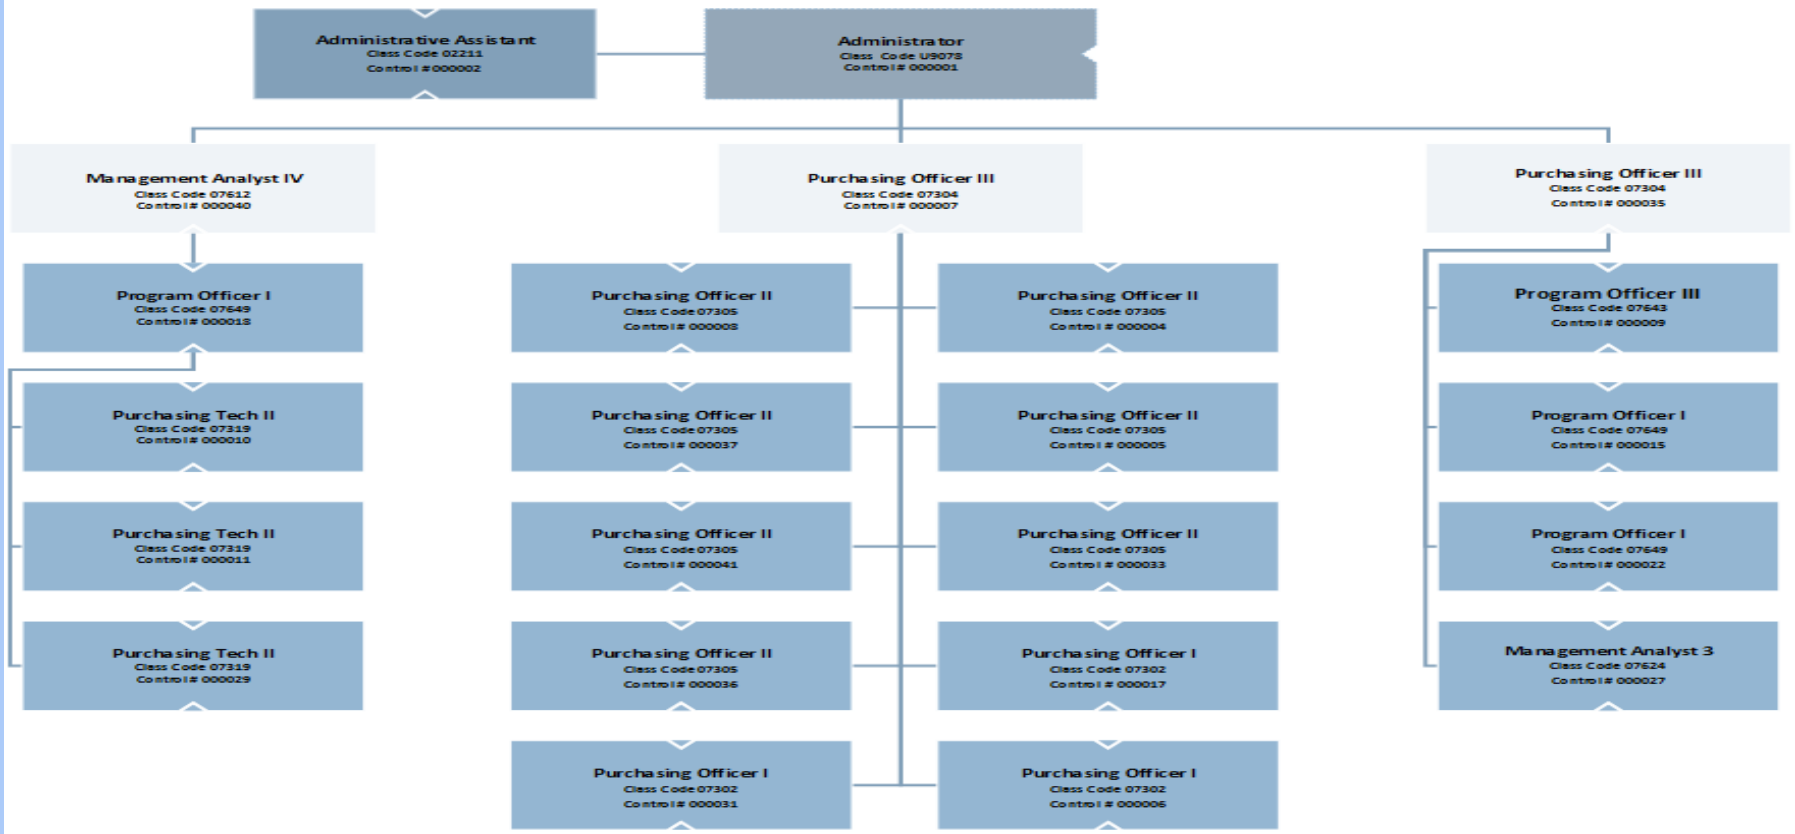 Administrative Assistant
Class Code 02211
Control #000002
Administrator
Class Code U9078
Control# 000001
Management Analyst IV
Class Code 07612
Control# 000040
Purchasing Officer III
Class Code 07304
Control# 000007
Purchasing Officer III
Class Code 07304
Control# 000035
Program Officer I
Class Code 07649
Control# 000018
Purchasing Officer II
Class Code 07305
Control# 000008
Purchasing Officer II
Class Code 07305
Control# 000004
Program Officer III
Class Code 07643
Control# 000009
Purchasing Tech II
Class Code 07319
Control# 000010
Purchasing Officer II
Class Code 07305
Control# 000037
Purchasing Officer II
Class Code 07305
Control# 000005
Program Officer I
Class Code 07649
Control# 000015
Purchasing Tech II
Class Code 07319
Control# 000011
Purchasing Officer II
Class Code 07305
Control# 000041
Purchasing Officer II
Class Code 07305
Control# 000033
Program Officer I
Class Code 07649
Control# 000022
Purchasing Tech II
Class Code 07319
Control# 000029
Purchasing Officer II
Class Code 07305
Control# 000036
Purchasing Officer I
Class Code 07302
Control# 000017
Management Analyst 3
Class Code 07624
Control# 000027
Purchasing Officer I
Class Code 07302
Control# 000031
Purchasing Officer I
Class Code 07302
Control# 000006